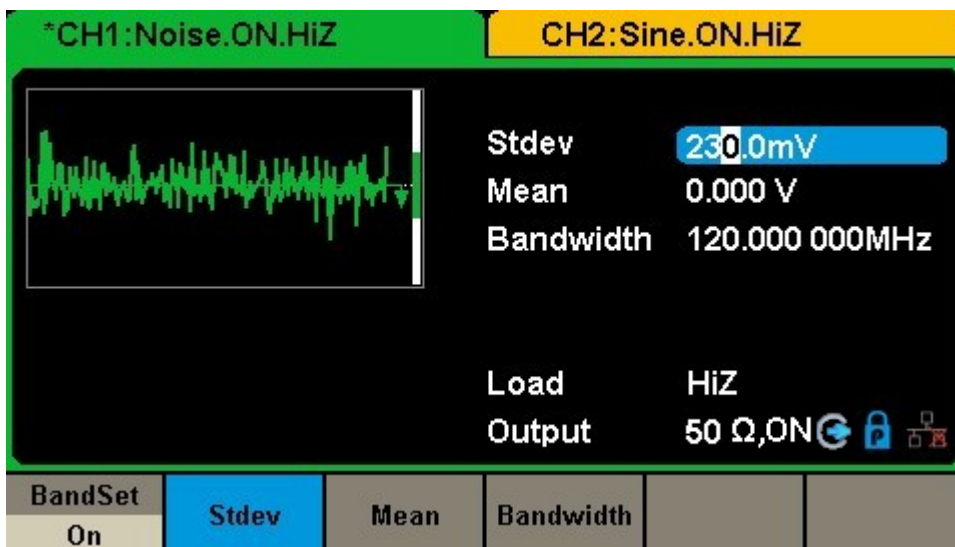 *CH1:Noise.ON.HiZ
CH2:Sine.ON.HiZ
Stdev 230.0mV
Mean 0.000 V
Bandwidth 120.000 000MHz
Load HiZ
Output 50 Ω,ON P
BandSet On
Stdev
Mean
Bandwidth